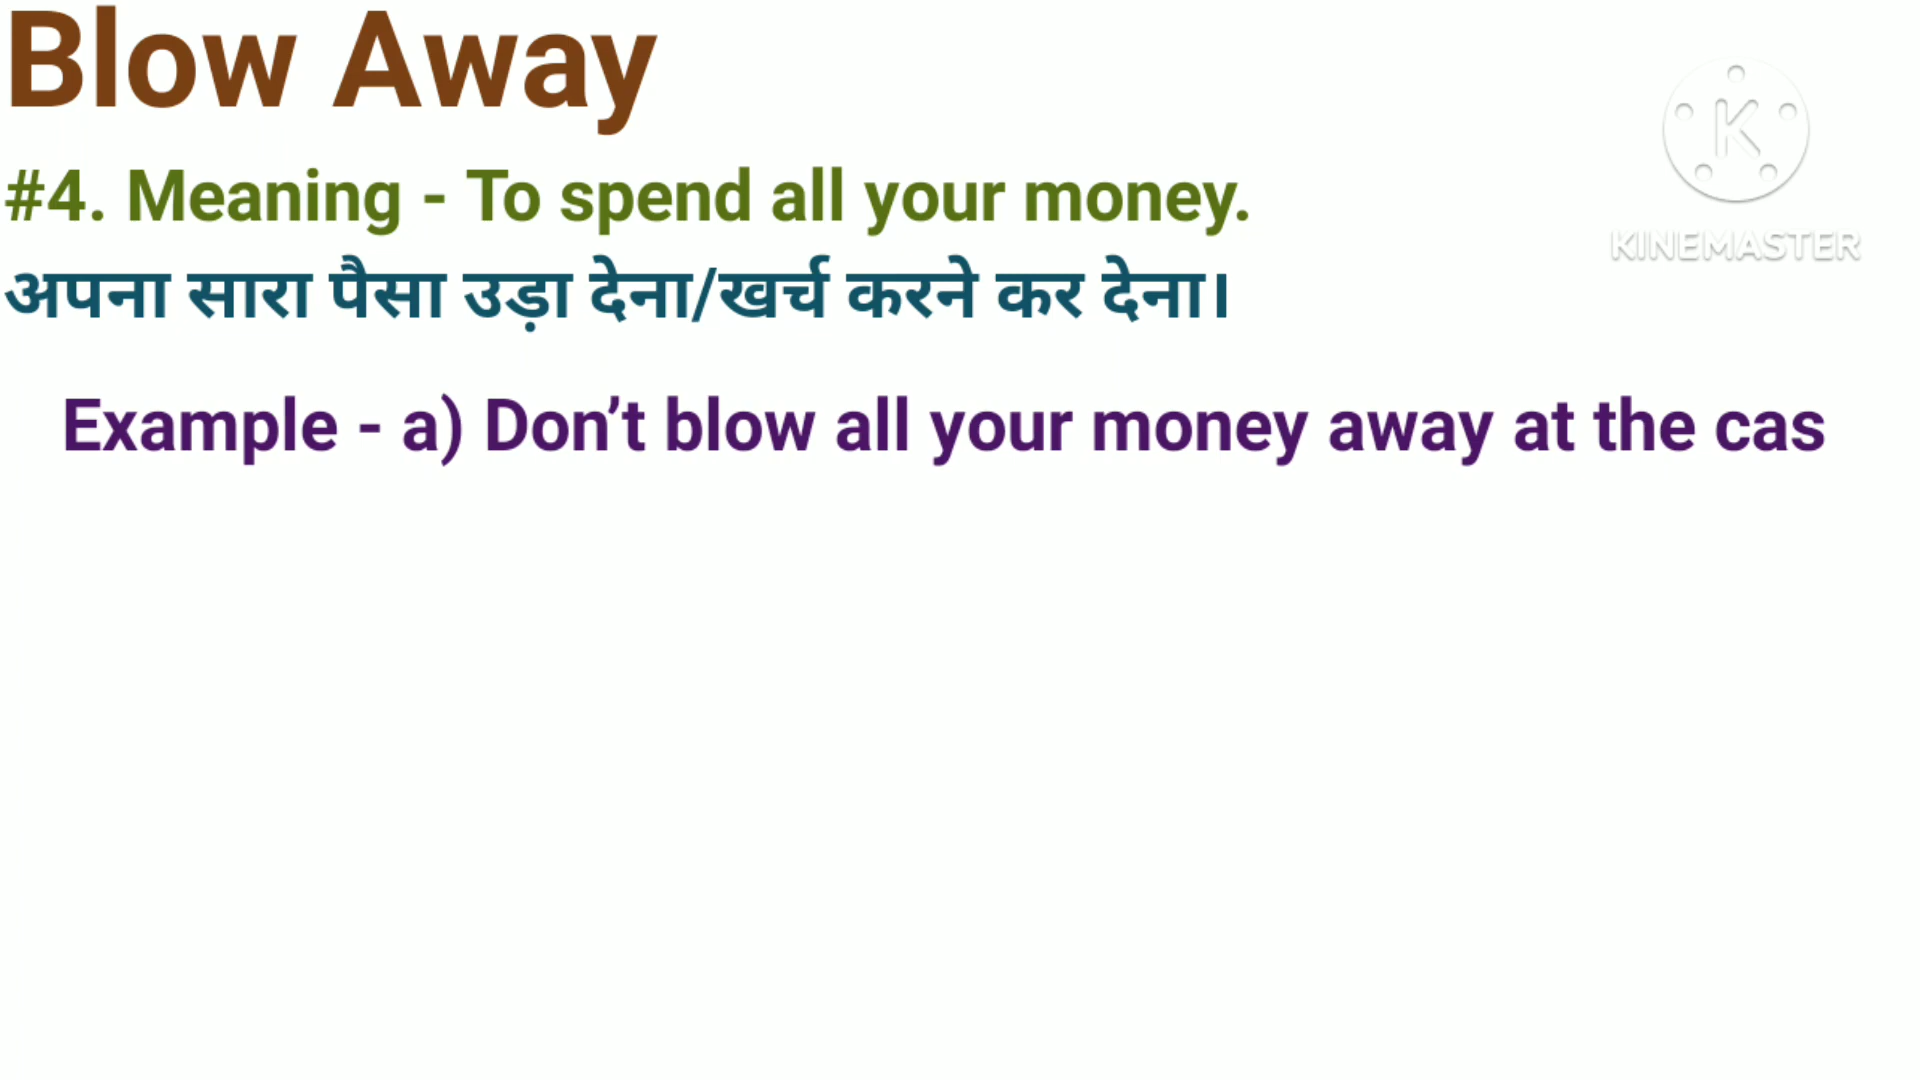 Blow Away
#4. Meaning - To spend all your money.
अपना सारा पैसा उड़ा देना/खर्च करने कर देना।
Example - a) Don’t blow all your money away at the cas
K
KINEMASTER